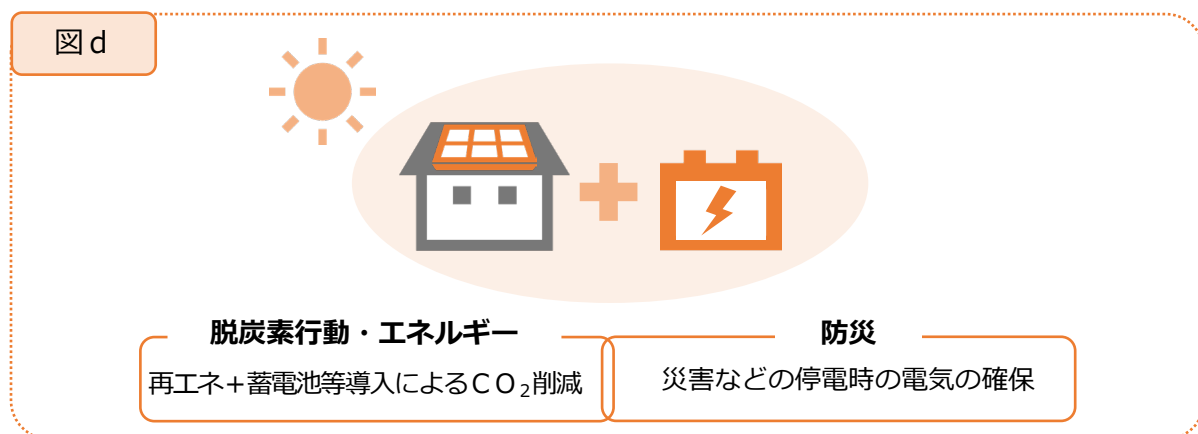 図ｄ
脱炭素行動・エネルギー
防災
再エネ＋蓄電池等導入によるＣＯ₂削減
災害などの停電時の電気の確保